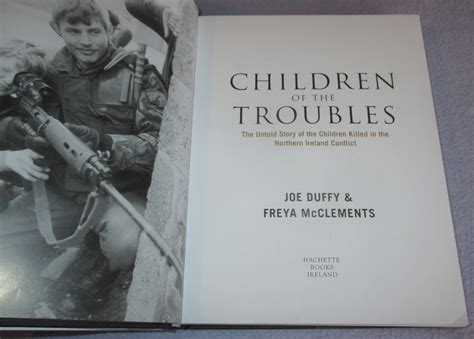 CHILDREN
OF THE
TROUBLES
The Untold Story of the Children Killed in the
Northern Ireland Conflict
JOE DUFFY &
FREYA McCLEMENTS
HACHETTE
BOOKS
IRELAND